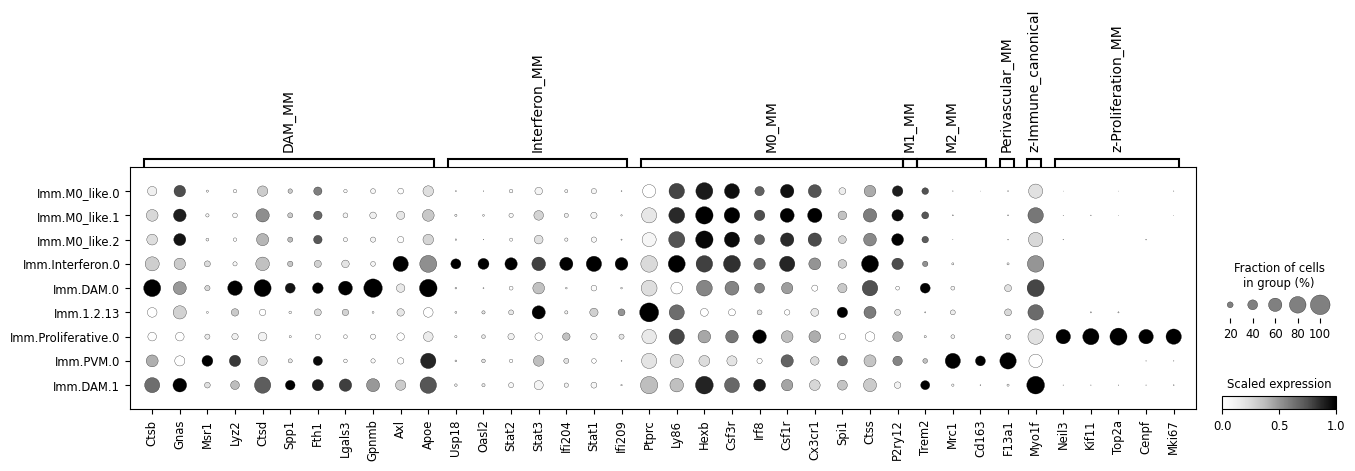 DAM_MM
Interferon_MM
M0_MM
M1_MM
M2_MM
Perivascular_MM
z-Immune_canonical
z-Proliferation_MM
Imm.M0_like.0
Imm.M0_like.1
Imm.M0_like.2
Imm.Interferon.0
Imm.DAM.0
Imm.1.2.13
Imm.Proliferative.0
Imm.PVM.0
Imm.DAM.1
Ctsb
Gnas
Msr1
Lyz2
Ctsd
Spp1
Fth1
Lgals3
Gpnmb
Axl
Apoe
Usp18
Oasl2
Stat2
Stat3
Ifi204
Stat1
Ifi209
Ptprc
Ly86
Hexb
Csf3r
Irf8
Csf1r
Cx3cr1
Spi1
Ctss
P2ry12
Trem2
Mrc1
Cd163
F13a1
Myo1f
Neil3
Kif11
Top2a
Cenpf
Mki67
Fraction of cells
in group (%)
20 40 60 80 100
Scaled expression
0.0 0.5 1.0